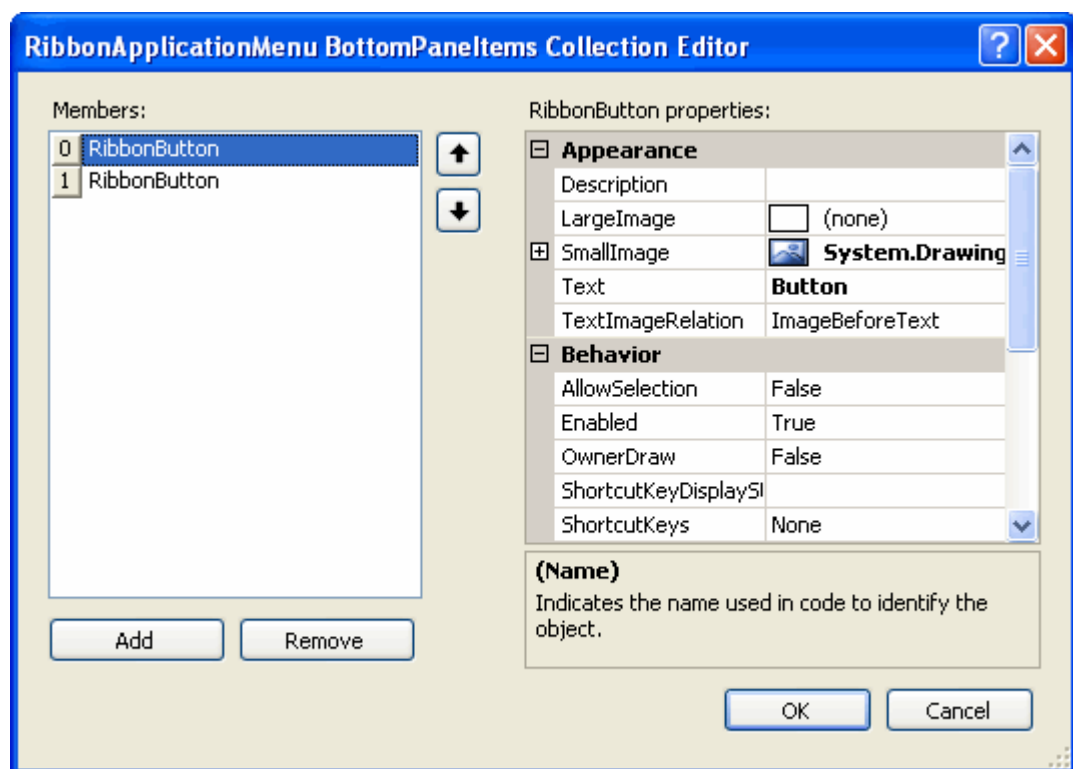 RibbonApplicationMenu BottomPaneItems Collection Editor
Members:
0 RibbonButton
1 RibbonButton
Add
Remove
RibbonButton properties:
Appearance
Description
LargeImage (none)
SmallImage System.Drawing
Text Button
TextImageRelation ImageBeforeText
Behavior
AllowSelection False
Enabled True
OwnerDraw False
ShortcutKeyDisplaySt
ShortcutKeys None
(Name)
Indicates the name used in code to identify the
object.
OK
Cancel